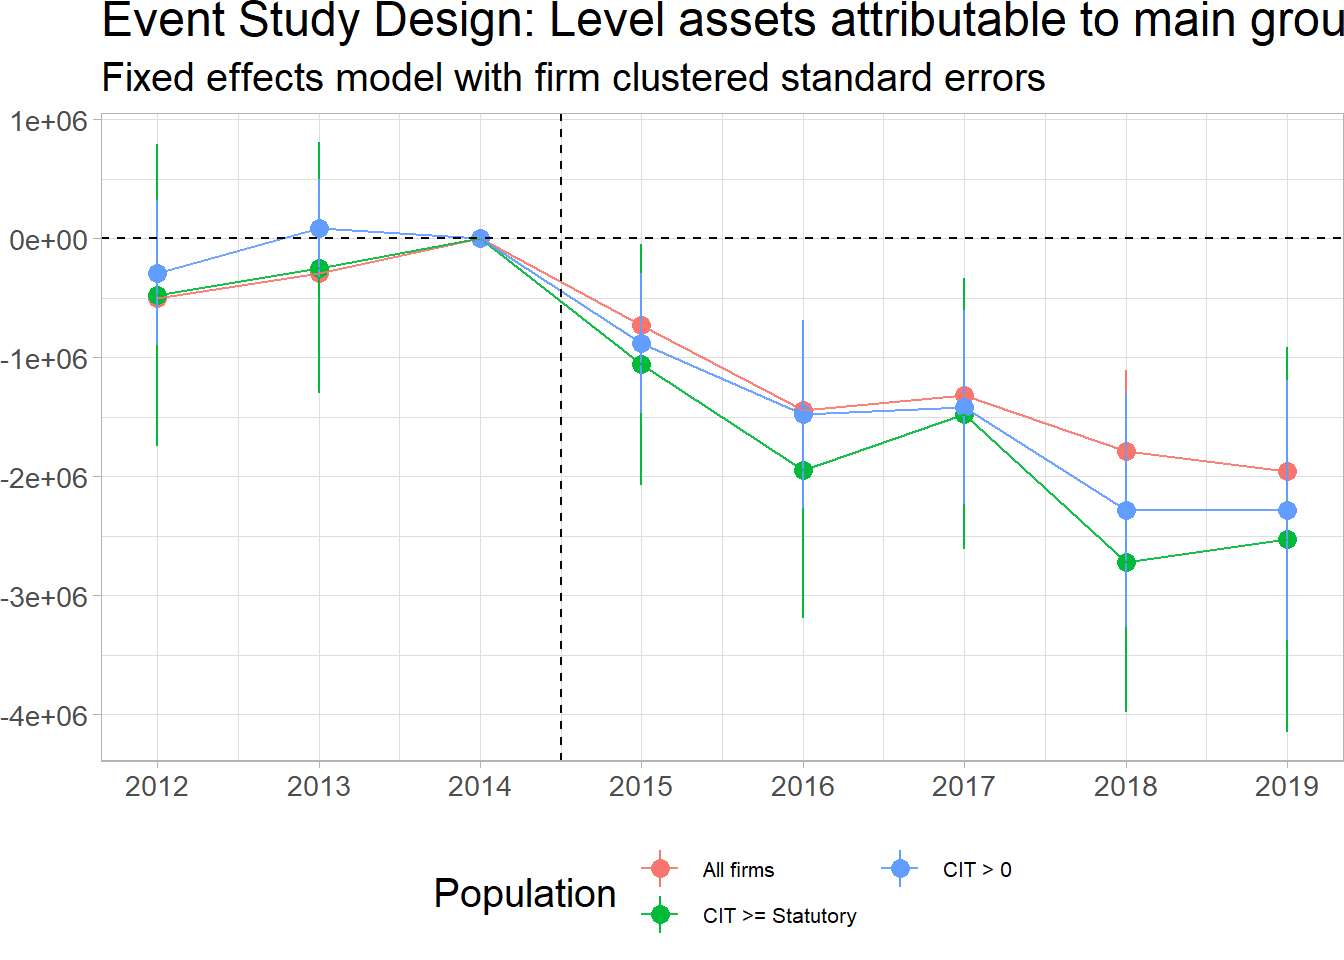 Event Study Design: Level assets attributable to main grou
Fixed effects model with firm clustered standard errors
1e+06
0e+00
-1e+06
-2e+06
-3e+06
-4e+06
2012 2013 2014 2015 2016 2017 2018 2019
Population
All firms
CIT >= Statutory
CIT > 0